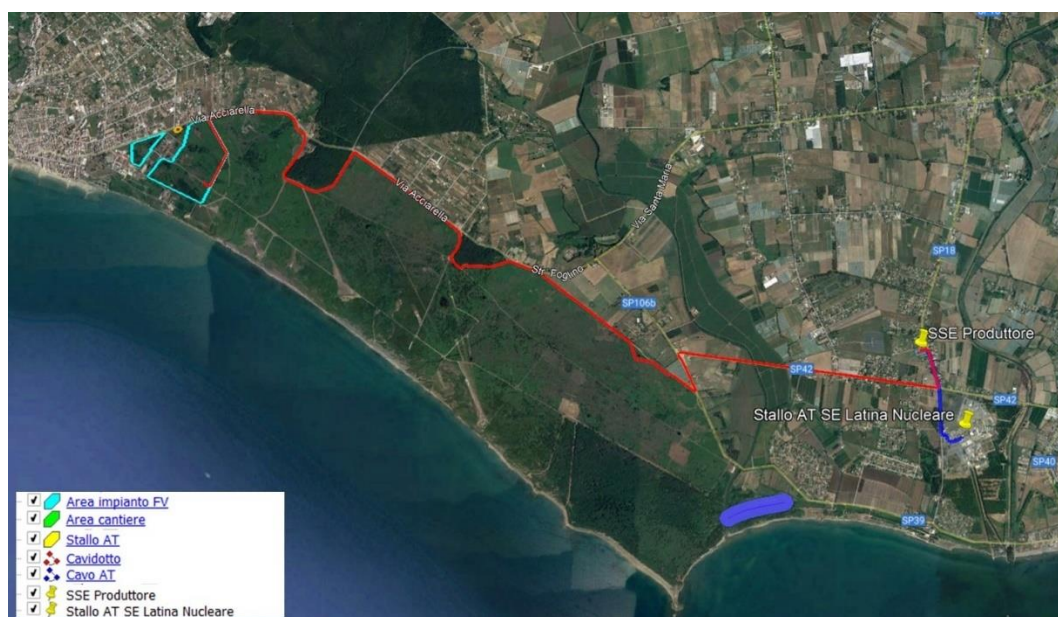 SP18
Via Acciarella
Via Santa Maria
Via Acciarella
SP18
Str. Foglino
SP106b
SSE Produttore
SP42
SP42
Stallo AT SE Latina Nucleare
SP40
SP39
Area impianto FV
Area cantiere
Stallo AT
Cavidotto
Cavo AT
SSE Produttore
Stallo AT SE Latina Nucleare